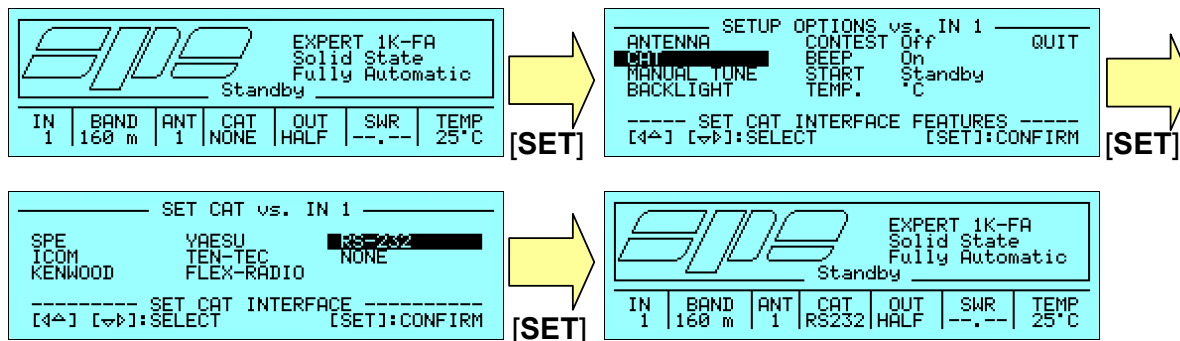 EXPERT 1K-FA
Solid State
Fully Automatic
Standby
IN BAND ANT CAT OUT SWR TEMP
1 160 m 1 NONE HALF --.-- 25°C
[SET]
SETUP OPTIONS vs. IN 1
ANTENNA CONTEST Off QUIT
CAT BEEP On
MANUAL TUNE START Standby
BACKLIGHT TEMP. °C
----- SET CAT INTERFACE FEATURES -----
[◁△] [▽▷]:SELECT [SET]:CONFIRM
[SET]
SET CAT vs. IN 1
SPE YAESU RS-232
ICOM TEN-TEC NONE
KENWOOD FLEX-RADIO
--------- SET CAT INTERFACE ----------
[◁△] [▽▷]:SELECT [SET]:CONFIRM
[SET]
spe
EXPERT 1K-FA
Solid State
Fully Automatic
Standby
IN BAND ANT CAT OUT SWR TEMP
1 160 m 1 RS232 HALF --.-- 25°C